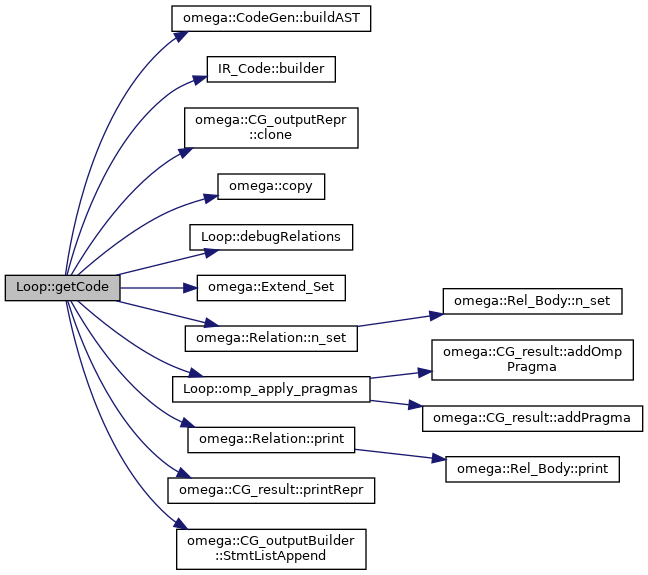 omega::CodeGen::buildAST
IR_Code::builder
omega::CG_outputRepr
::clone
omega::copy
Loop::debugRelations
Loop::getCode
omega::Extend_Set
omega::Rel_Body::n_set
omega::Relation::n_set
omega::CG_result::addOmp
Pragma
Loop::omp_apply_pragmas
omega::CG_result::addPragma
omega::Relation::print
omega::Rel_Body::print
omega::CG_result::printRepr
omega::CG_outputBuilder
::StmtListAppend